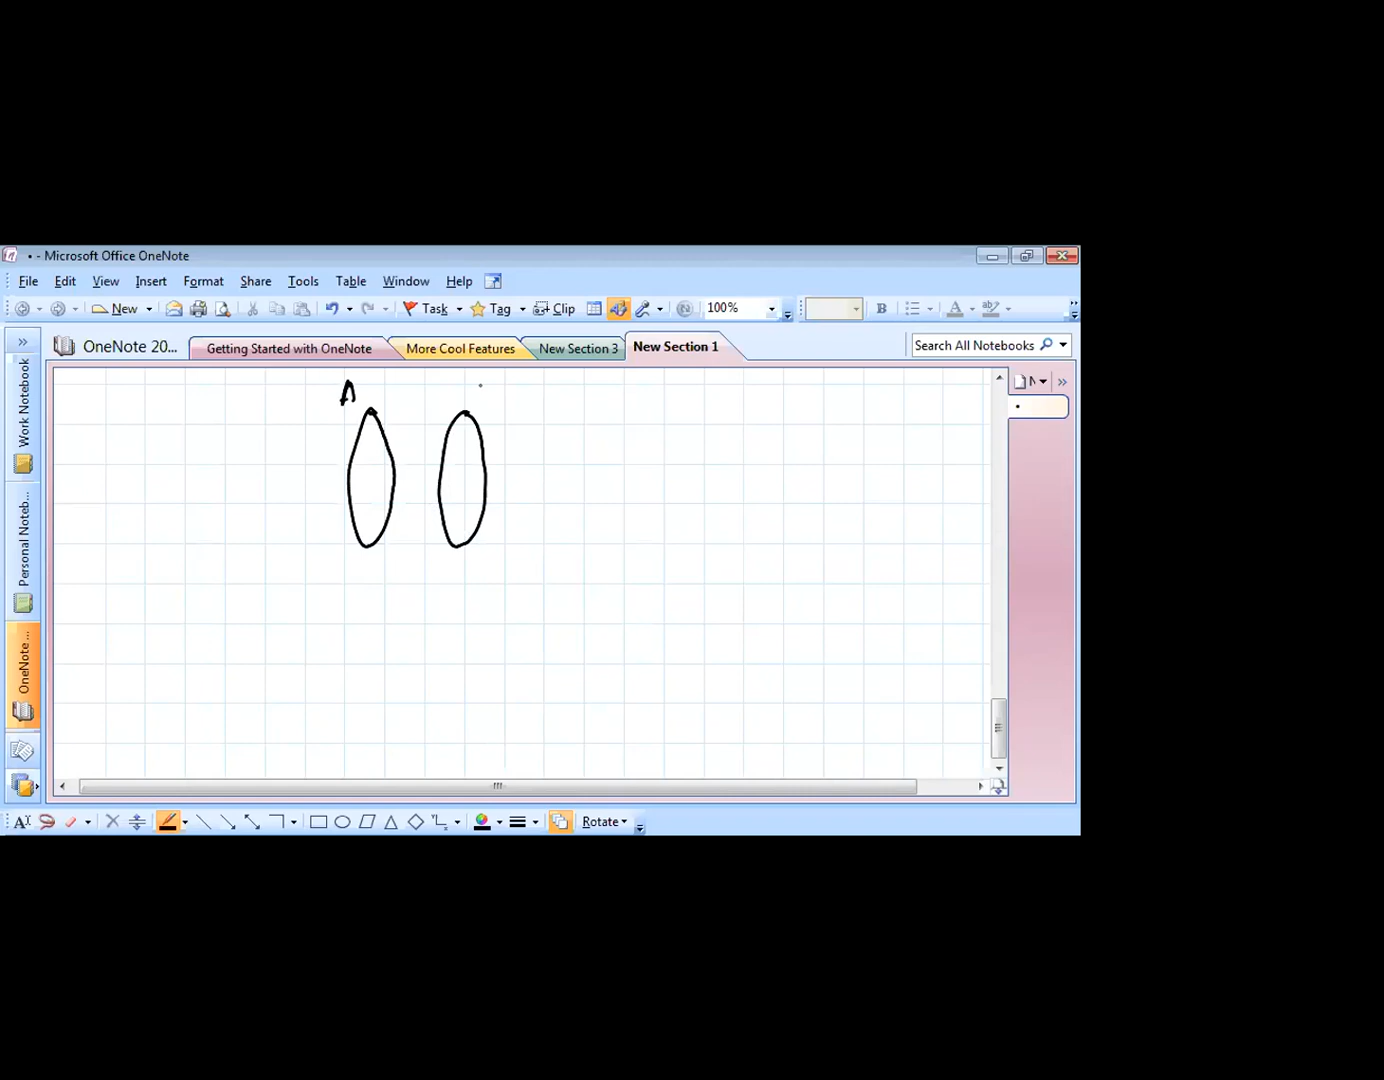 • - Microsoft Office OneNote
File Edit View Insert Format Share Tools Table Window Help
New Task Tag Clip 100% B A ab
OneNote 20... Getting Started with OneNote More Cool Features New Section 3 New Section 1 Search All Notebooks
Work Notebook
Personal Noteb...
OneNote ...
N
•
A
A Rotate